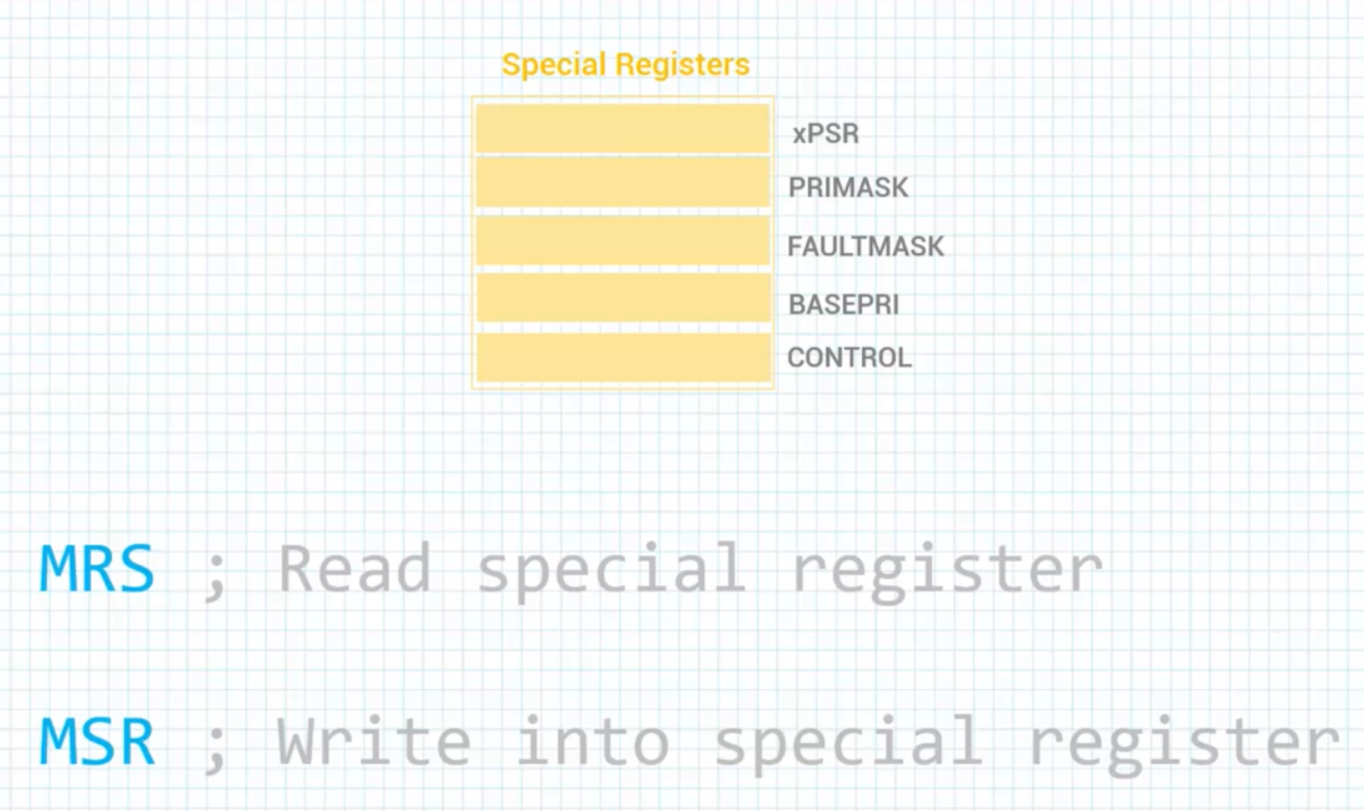 Special Registers
xPSR
PRIMASK
FAULTMASK
BASEPRI
CONTROL
MRS ; Read special register
MSR ; Write into special register